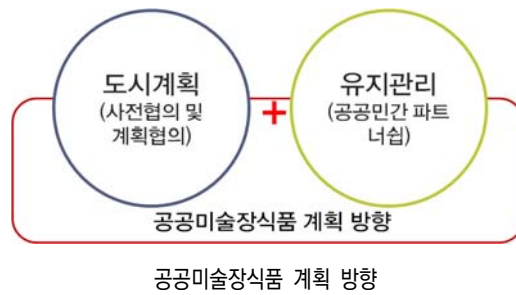 도시계획
(사전협의 및
계획협의)
+
유지관리
(공공민간 파트
너쉽)
공공미술장식품 계획 방향
공공미술장식품 계획 방향